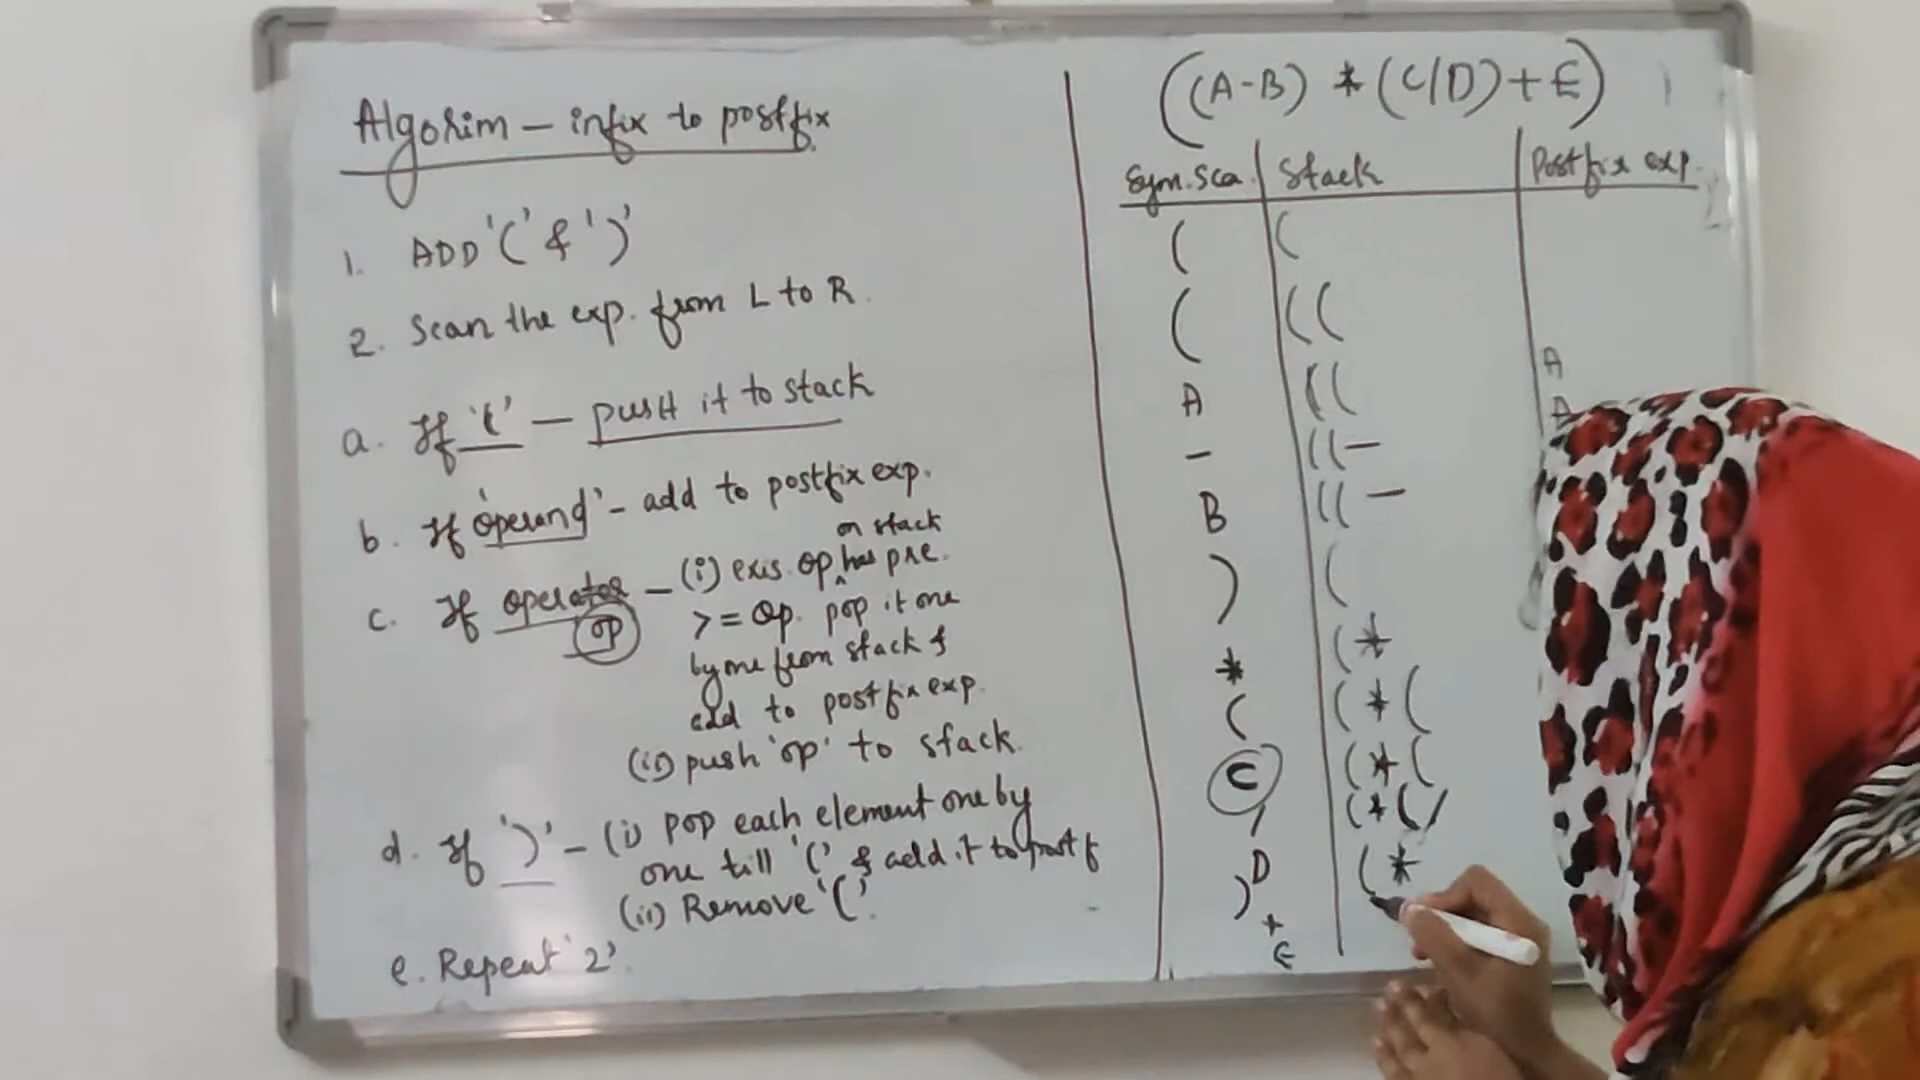 Algorim – infix to postfix
1. ADD '(' & ')'
2. Scan the exp. from L to R.
a. If '(' – push it to stack
b. If 'operand' – add to postfix exp.
on stack
c. If operator – (i) exis. op has pre.
op
>= op. pop it one
by one from stack &
add to postfix exp.
(ii) push 'op' to stack.
d. If ')' – (i) pop each element one by
one till '(' & add it to post f
(ii) Remove '('.
e. Repeat '2'.
((A-B) * (C/D)+E)
Sym. Sca. Stack Postfix exp.
( (
( ((
A (( A
- ((- A
B ((-
) (
* (*
( (*(
C (*(
/ (*(/
D (*
) (
+
E